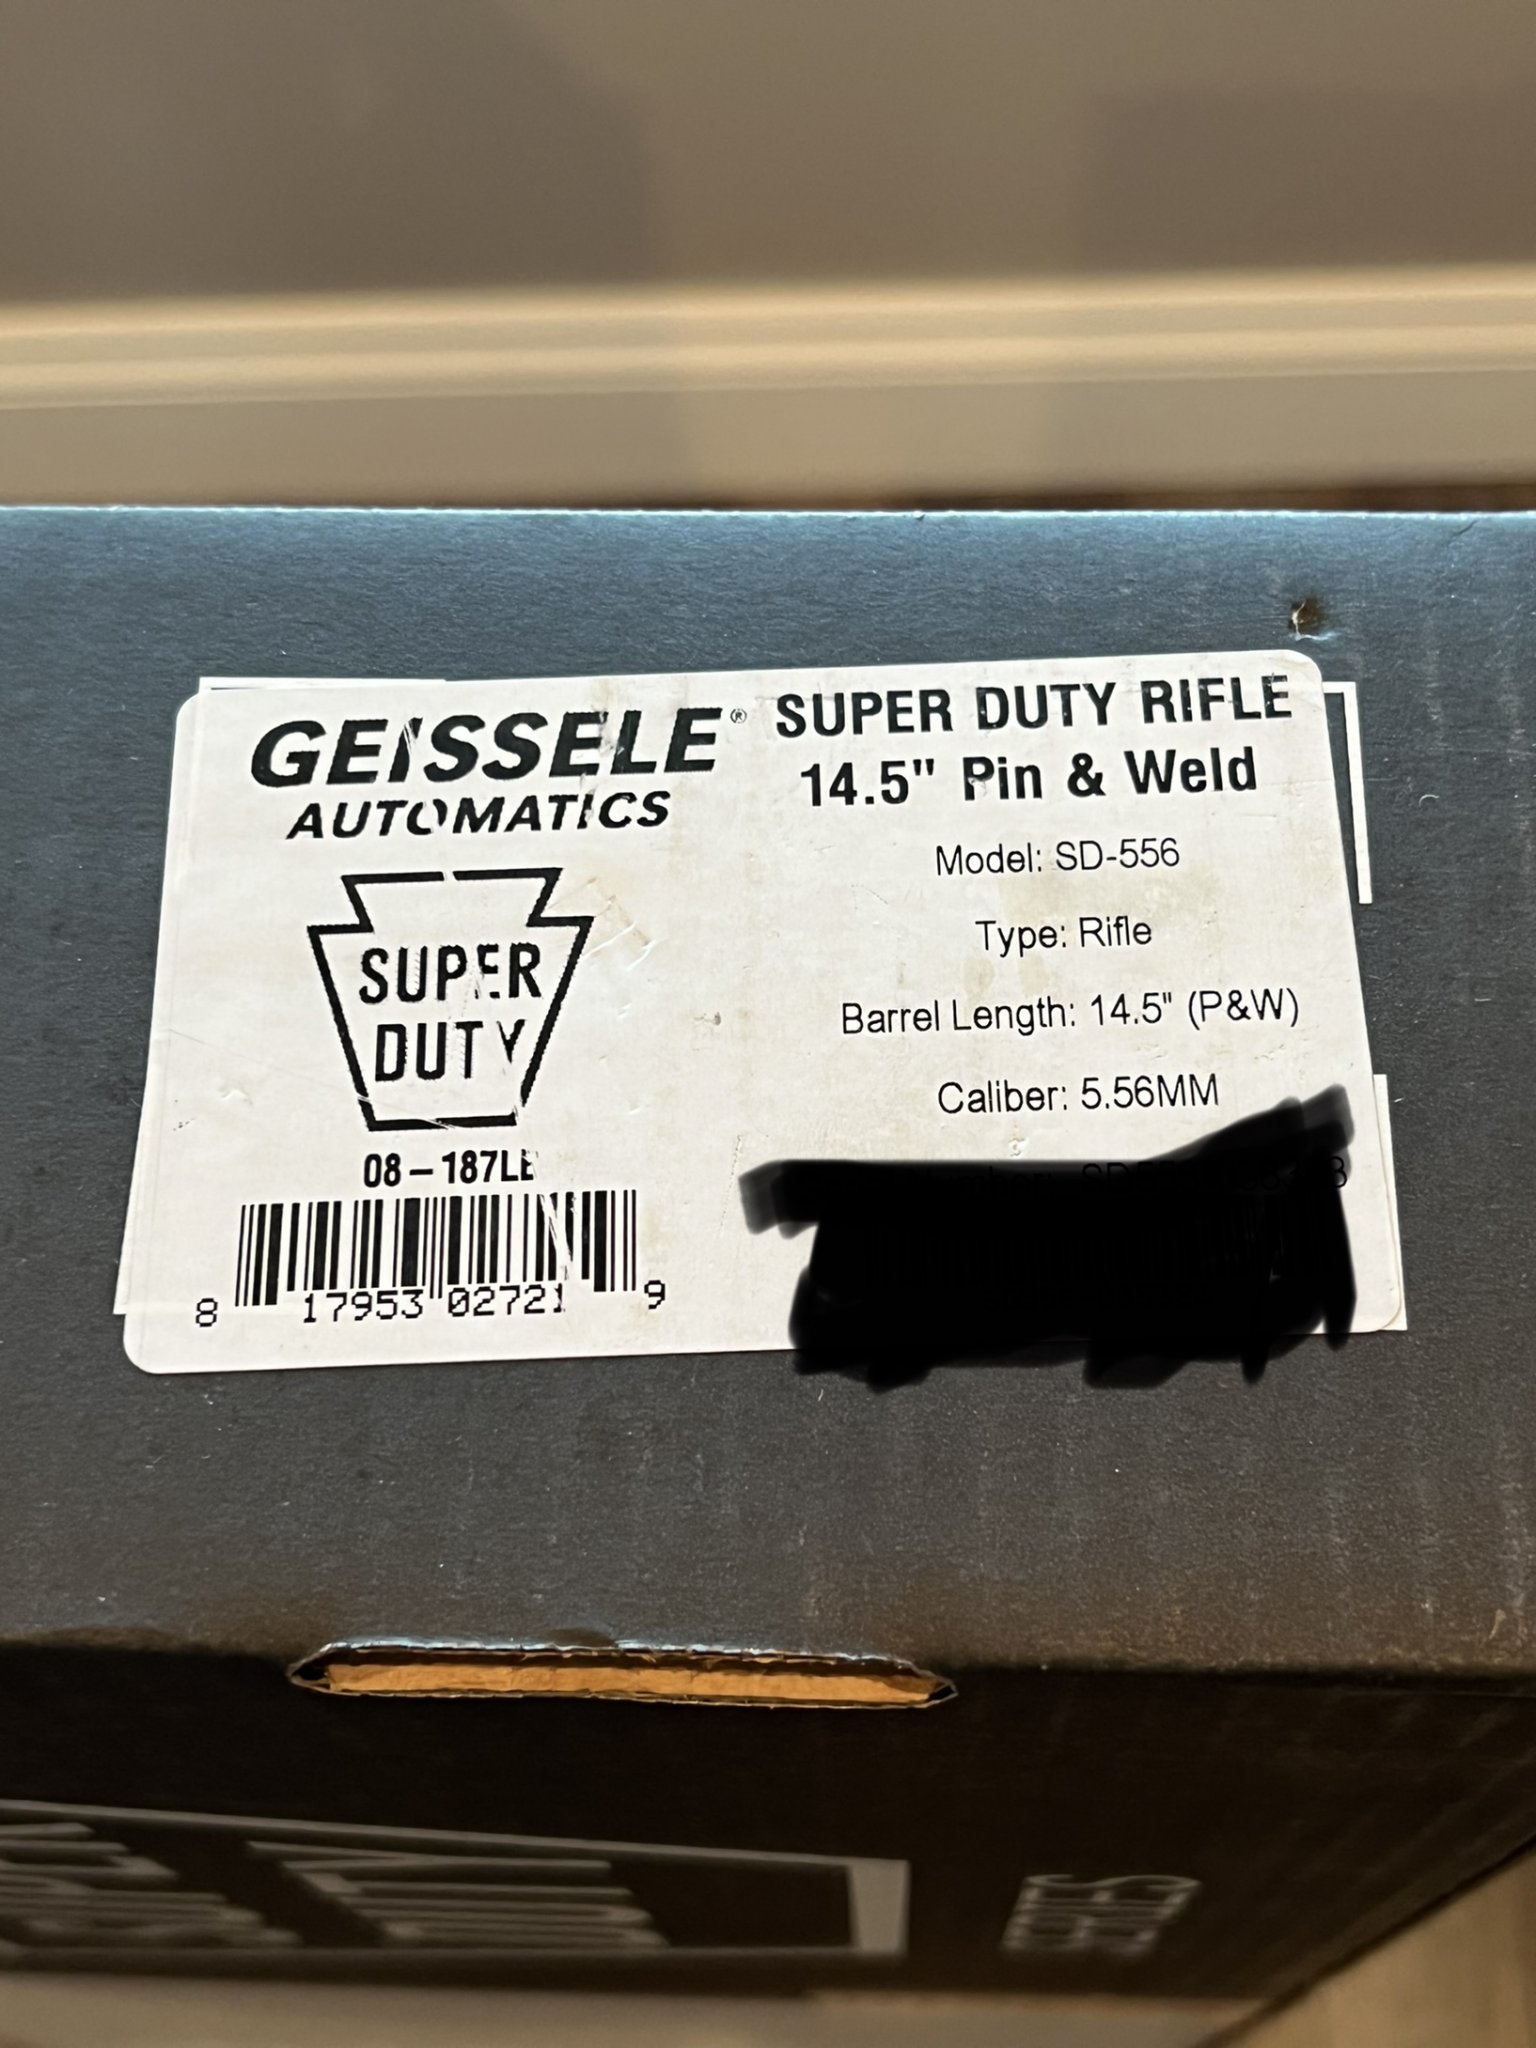 GEISSELE®
AUTOMATICS
SUPER
DUTY
08-187LE
8 17953 02721 9
SUPER DUTY RIFLE
14.5" Pin & Weld
Model: SD-556
Type: Rifle
Barrel Length: 14.5" (P&W)
Caliber: 5.56MM